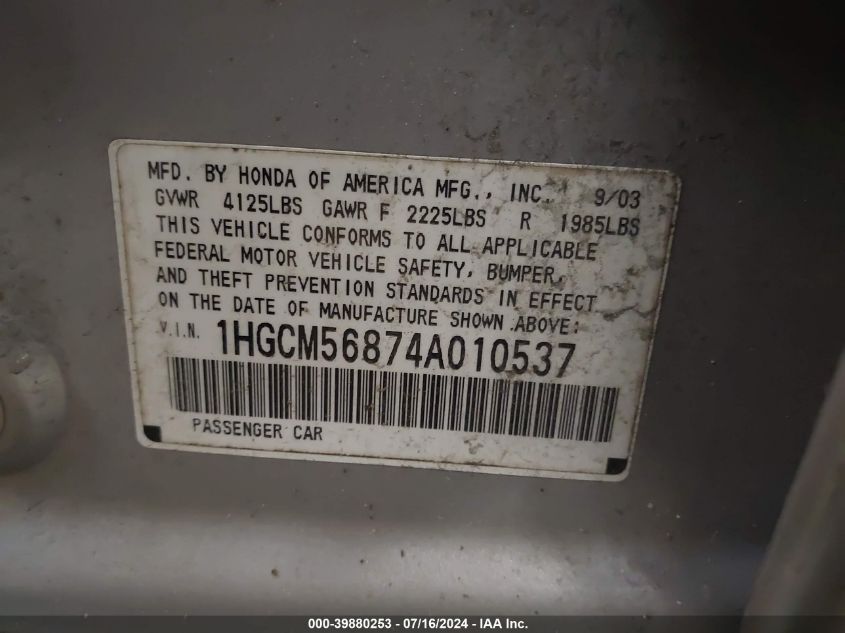 MFD. BY HONDA OF AMERICA MFG., INC. 9/03
GVWR 4125LBS GAWR F 2225LBS R 1985LBS
THIS VEHICLE CONFORMS TO ALL APPLICABLE
FEDERAL MOTOR VEHICLE SAFETY, BUMPER,
AND THEFT PREVENTION STANDARDS IN EFFECT
ON THE DATE OF MANUFACTURE SHOWN ABOVE:
V.I.N. 1HGCM56874A010537
PASSENGER CAR
000-39880253 - 07/16/2024 - IAA Inc.